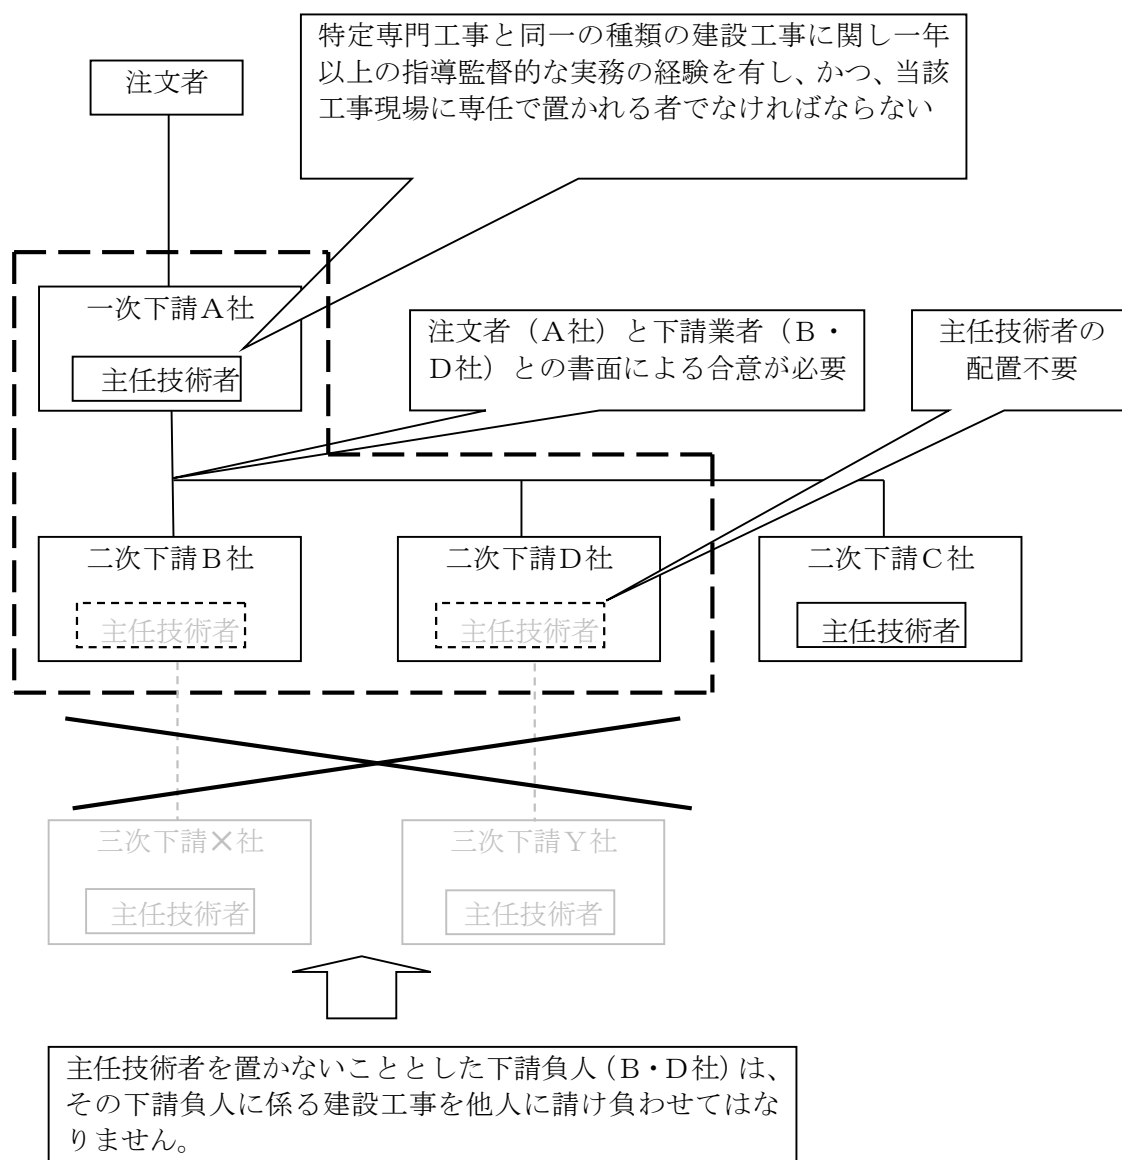 特定専門工事と同一の種類の建設工事に関し一年
以上の指導監督的な実務の経験を有し、かつ、当該
工事現場に専任で置かれる者でなければならない
注文者
一次下請A社
主任技術者
注文者（A社）と下請業者（B・
D社）との書面による合意が必要
主任技術者の
配置不要
二次下請B社
主任技術者
二次下請D社
主任技術者
二次下請C社
主任技術者
三次下請X社
主任技術者
三次下請Y社
主任技術者
主任技術者を置かないこととした下請負人（B・D社）は、
その下請負人に係る建設工事を他人に請け負わせてはな
りません。